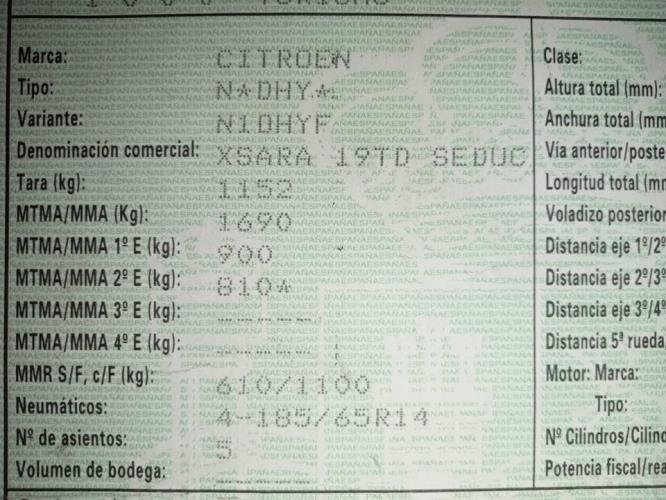 1000 TURISMO
Marca: CITROEN
Tipo: N*DHY*
Variante: N1DHYF
Denominación comercial: XSARA 19TD SEDUC
Tara (kg): 1152
MTMA/MMA (Kg): 1690
MTMA/MMA 1º E (kg): 900
MTMA/MMA 2º E (kg): 810*
MTMA/MMA 3º E (kg): -----
MTMA/MMA 4º E (kg): -----
MMR S/F, c/F (kg): 610/1100
Neumáticos: 4-185/65R14
Nº de asientos: 5
Volumen de bodega: -----
Clase:
Altura total (mm):
Anchura total (mm
Vía anterior/poste
Longitud total (mm
Voladizo posterior
Distancia eje 1º/2º
Distancia eje 2º/3º
Distancia eje 3º/4º
Distancia 5ª rueda,
Motor: Marca:
Tipo:
Nº Cilindros/Cilind
Potencia fiscal/rea